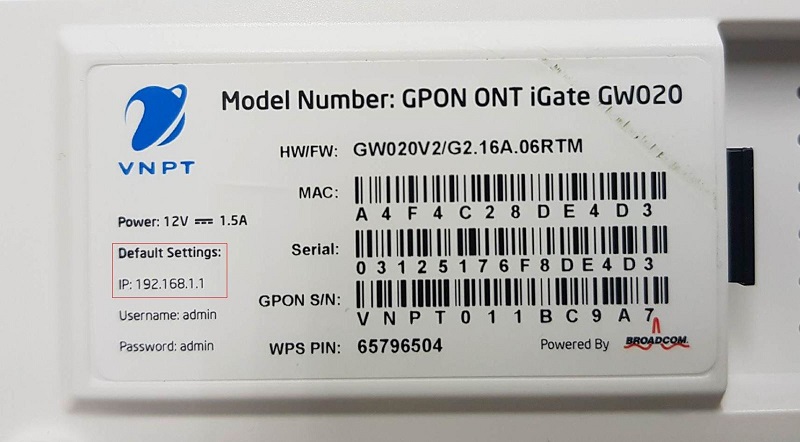 Model Number: GPON ONT iGate GW020
VNPT
HW/FW: GW020V2/G2.16A.06RTM
MAC:
A4F4C28DE4D3
Power: 12V 1.5A
Default Settings:
Serial:
03125176F8DE4D3
IP: 192.168.1.1
GPON S/N:
VNPT011BC9A7
Username: admin
Password: admin
WPS PIN: 65796504
Powered By BROADCOM.